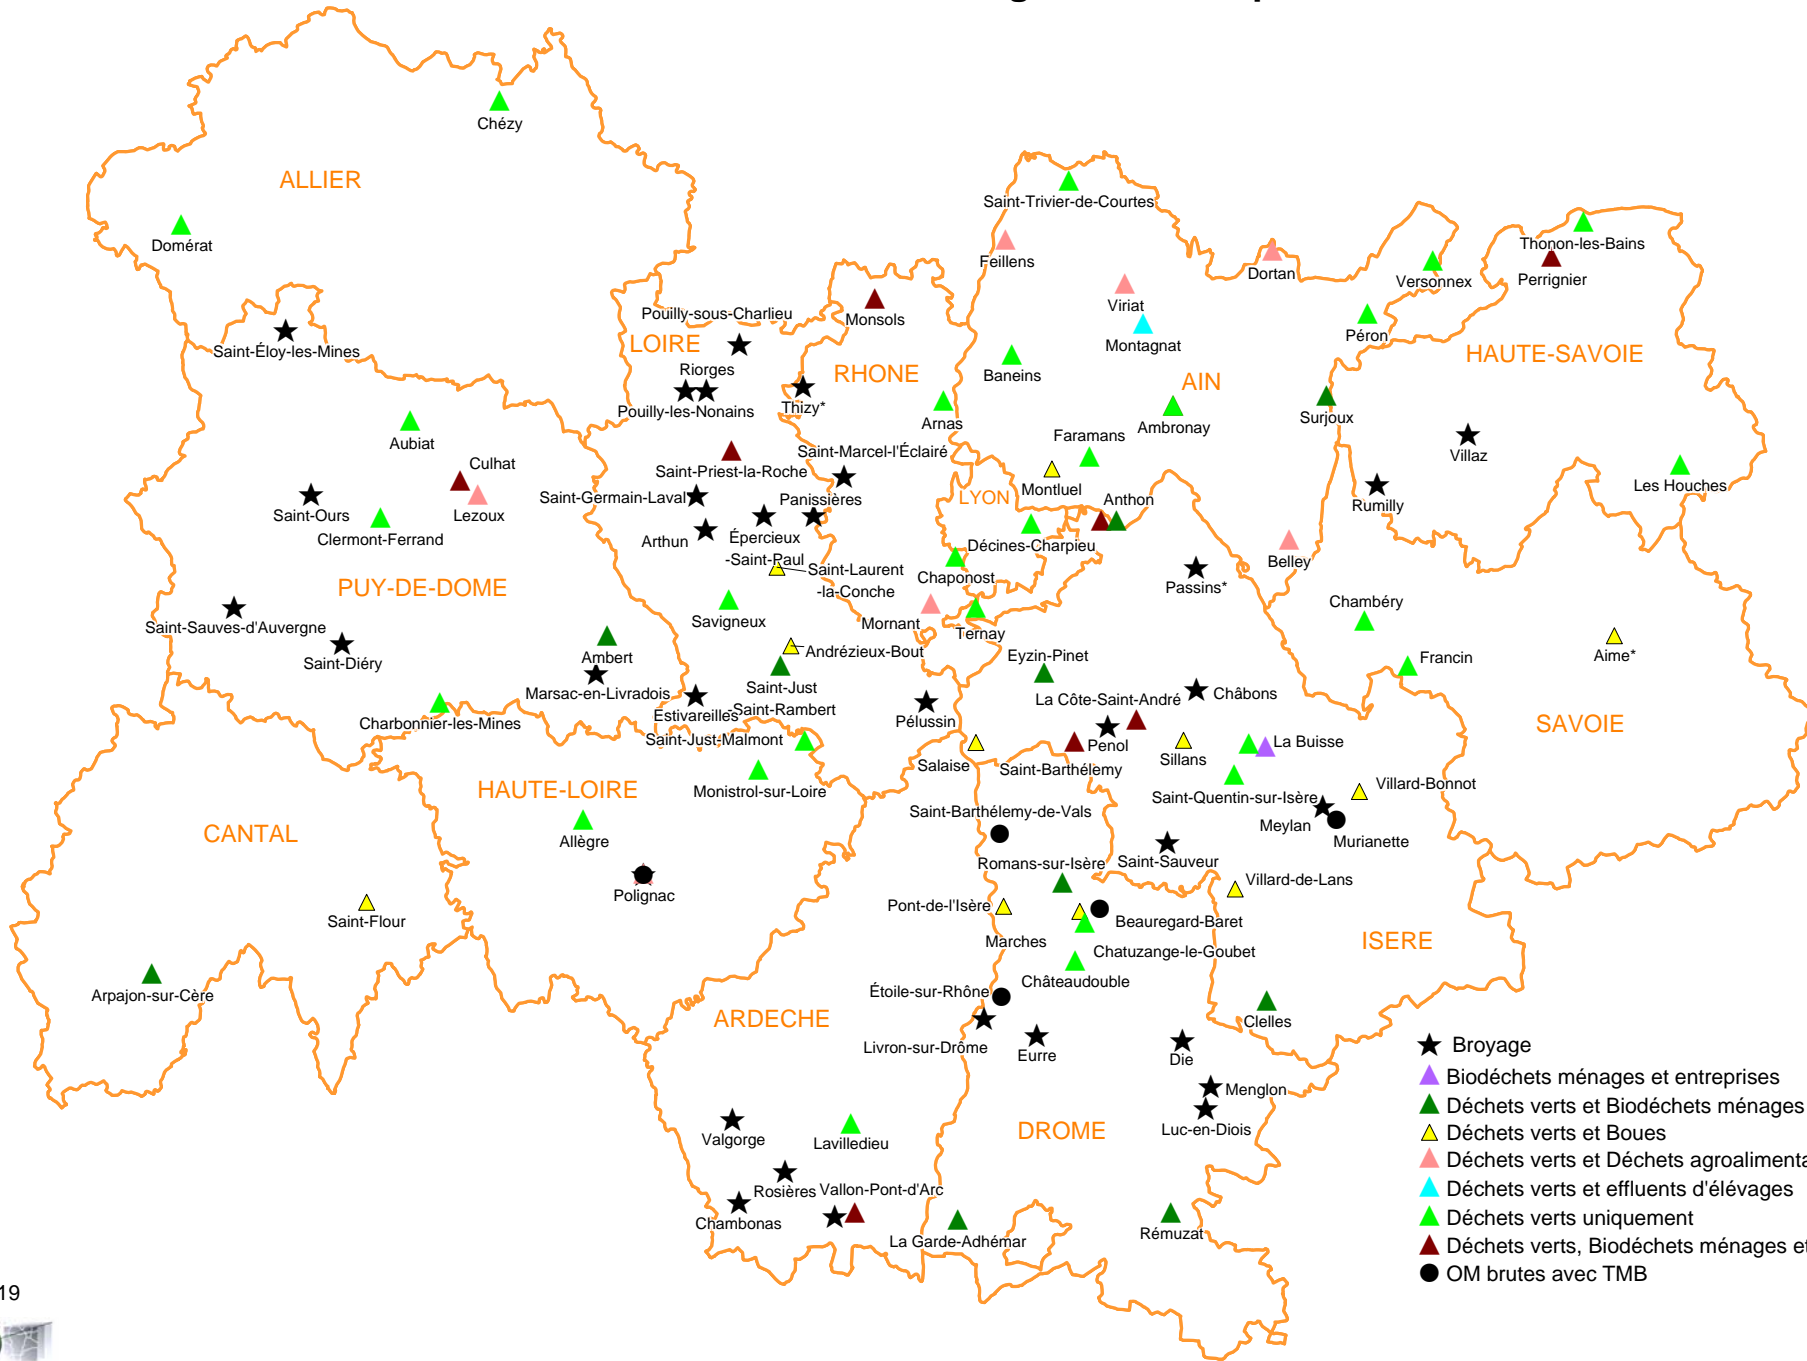 Chézy
ALLIER
Domérat
Saint-Éloy-les-Mines
Saint-Trivier-de-Courtes
Feillens
Dortan
Thonon-les-Bains
Versonnex
Perrignier
Viriat
Pouilly-sous-Charlieu
Monsols
Montagnat
Péron
LOIRE
HAUTE-SAVOIE
Riorges
RHONE
Baneins
AIN
Pouilly-les-Nonains
Thizy*
Arnas
Ambronay
Surjoux
Aubiat
Faramans
Villaz
Culhat
Saint-Marcel-l'Éclairé
Saint-Priest-la-Roche
Montluel
Les Houches
Saint-Germain-Laval
Panissières
LYON
Anthon
Rumilly
Saint-Ours
Lezoux
Clermont-Ferrand
Arthun
Épercieux
-Saint-Paul
Décines-Charpieu
Belley
Saint-Laurent
-la-Conche
Chaponost
Passins*
PUY-DE-DOME
Chambéry
Saint-Sauves-d'Auvergne
Savigneux
Mornant
Ternay
Saint-Diéry
Ambert
Andrézieux-Bout
Eyzin-Pinet
Francin
Aime*
Marsac-en-Livradois
Saint-Just
-Saint-Rambert
La Côte-Saint-André
Châbons
Estivareilles
Charbonnier-les-Mines
Pélussin
SAVOIE
Saint-Just-Malmont
Penol
La Buisse
Salaise
Saint-Barthélemy
Sillans
HAUTE-LOIRE
Monistrol-sur-Loire
Saint-Quentin-sur-Isère
Villard-Bonnot
CANTAL
Saint-Barthélemy-de-Vals
Meylan
Murianette
Allègre
Romans-sur-Isère
Saint-Sauveur
Polignac
Villard-de-Lans
Pont-de-l'Isère
Saint-Flour
Beauregard-Baret
Marches
ISERE
Chatuzange-le-Goubet
Châteaudouble
Arpajon-sur-Cère
Étoile-sur-Rhône
ARDECHE
Clelles
Livron-sur-Drôme
Eurre
Die
Menglon
Valgorge
Lavilledieu
DROME
Luc-en-Diois
Rosières
Vallon-Pont-d'Arc
Chambonas
La Garde-Adhémar
Rémuzat
Broyage
Biodéchets ménages et entreprises
Déchets verts et Biodéchets ménages
Déchets verts et Boues
Déchets verts et Déchets agroalimenta
Déchets verts et effluents d'élévages
Déchets verts uniquement
Déchets verts, Biodéchets ménages et
OM brutes avec TMB
19